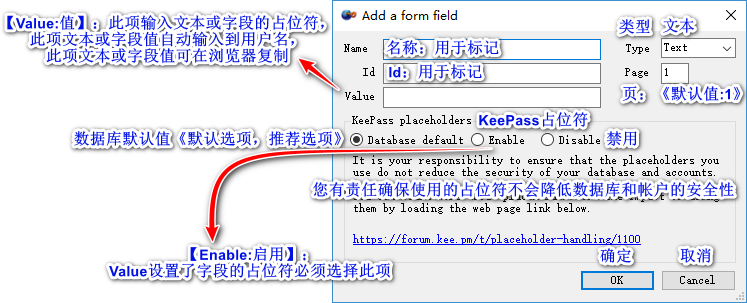 【Value:值】：此项输入文本或字段的占位符，
此项文本或字段值自动输入到用户名，
此项文本或字段值可在浏览器复制
Add a form field
类型 文本
Name 名称：用于标记
Type Text
Id Id：用于标记
Page 1
Value
页：《默认值:1》
KeePass placeholders KeePass占位符
数据库默认值《默认选项，推荐选项》
Database default Enable Disable 禁用
It is your responsibility to ensure that the placeholders you
use do not reduce the security of your database and accounts.
您有责任确保使用的占位符不会降低数据库和帐户的安全性
them by loading the web page link below.
https://forum.kee.pm/t/placeholder-handling/1100
【Enable:启用】：
Value设置了字段的占位符必须选择此项
确定 取消
OK Cancel